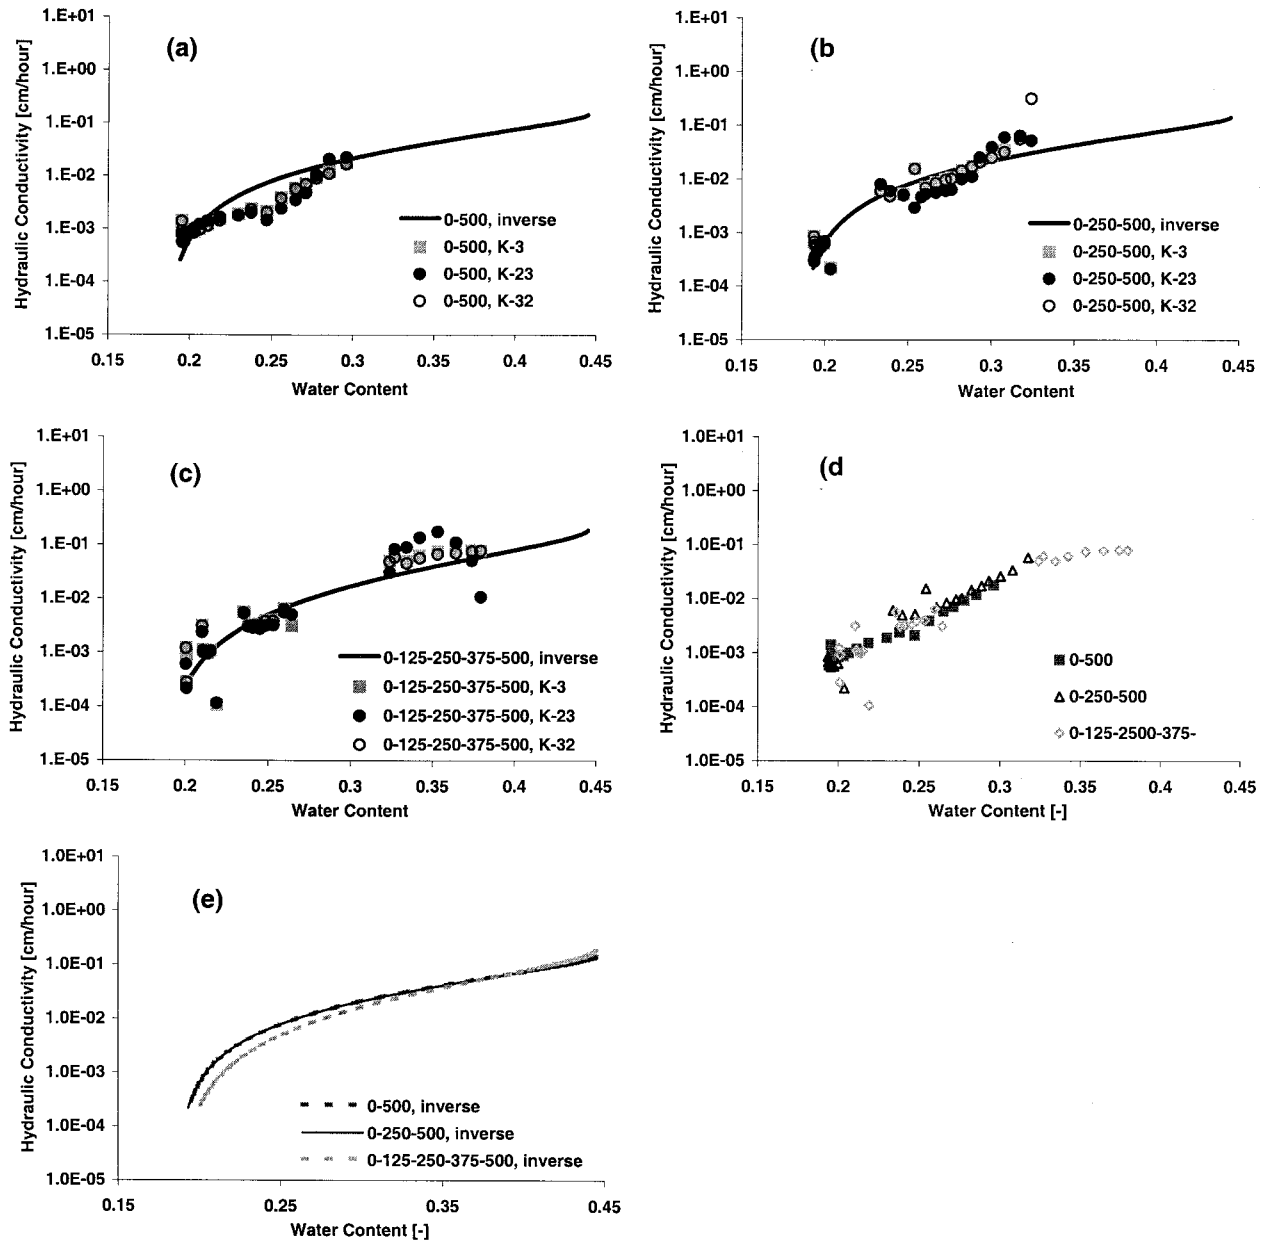 (a)
Hydraulic Conductivity [cm/hour]
1.E+01
1.E+00
1.E-01
1.E-02
1.E-03
1.E-04
1.E-05
0-500, inverse
0-500, K-3
0-500, K-23
0-500, K-32
0.15 0.2 0.25 0.3 0.35 0.4 0.45
Water Content
(b)
Hydraulic Conductivity [cm/hour]
1.E+01
1.E+00
1.E-01
1.E-02
1.E-03
1.E-04
1.E-05
0-250-500, inverse
0-250-500, K-3
0-250-500, K-23
0-250-500, K-32
0.15 0.2 0.25 0.3 0.35 0.4 0.45
Water Content
(c)
Hydraulic Conductivity [cm/hour]
1.E+01
1.E+00
1.E-01
1.E-02
1.E-03
1.E-04
1.E-05
0-125-250-375-500, inverse
0-125-250-375-500, K-3
0-125-250-375-500, K-23
0-125-250-375-500, K-32
0.15 0.2 0.25 0.3 0.35 0.4 0.45
Water Content
(d
Hydraulic Conductivity [cm/hour]
1.0E+01
1.0E+00
1.0E-01
1.0E-02
1.0E-03
1.0E-04
1.0E-05
0-500
0-250-500
0-125-2500-375-
0.15 0.2 0.25 0.3 0.35 0.4 0.45
Water Content [-]
(e)
Hydraulic Conductivity [cm/hour]
1.0E+01
1.0E+00
1.0E-01
1.0E-02
1.0E-03
1.0E-04
1.0E-05
0-500, inverse
0-250-500, inverse
0-125-250-375-500, inverse
0.15 0.25 0.35 0.45
Water Content [-]